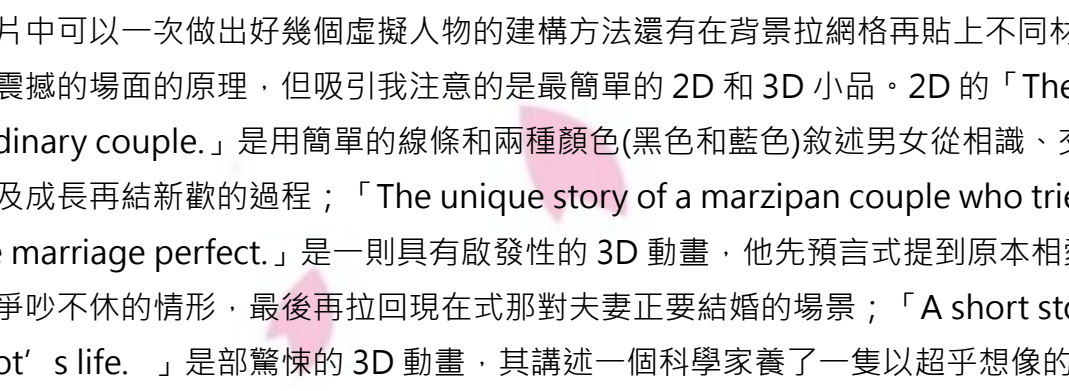 片中可以一次做出好幾個虛擬人物的建構方法還有在背景拉網格再貼上不同材
震撼的場面的原理，但吸引我注意的是最簡單的 2D 和 3D 小品。2D 的「The
dinary couple.」是用簡單的線條和兩種顏色(黑色和藍色)敘述男女從相識、交
及成長再結新歡的過程；「The unique story of a marzipan couple who trie
marriage perfect.」是一則具有啟發性的 3D 動畫，他先預言式提到原本相愛
爭吵不休的情形，最後再拉回現在式那對夫妻正要結婚的場景；「A short sto
ot’s life. 」是部驚悚的 3D 動畫，其講述一個科學家養了一隻以超乎想像的